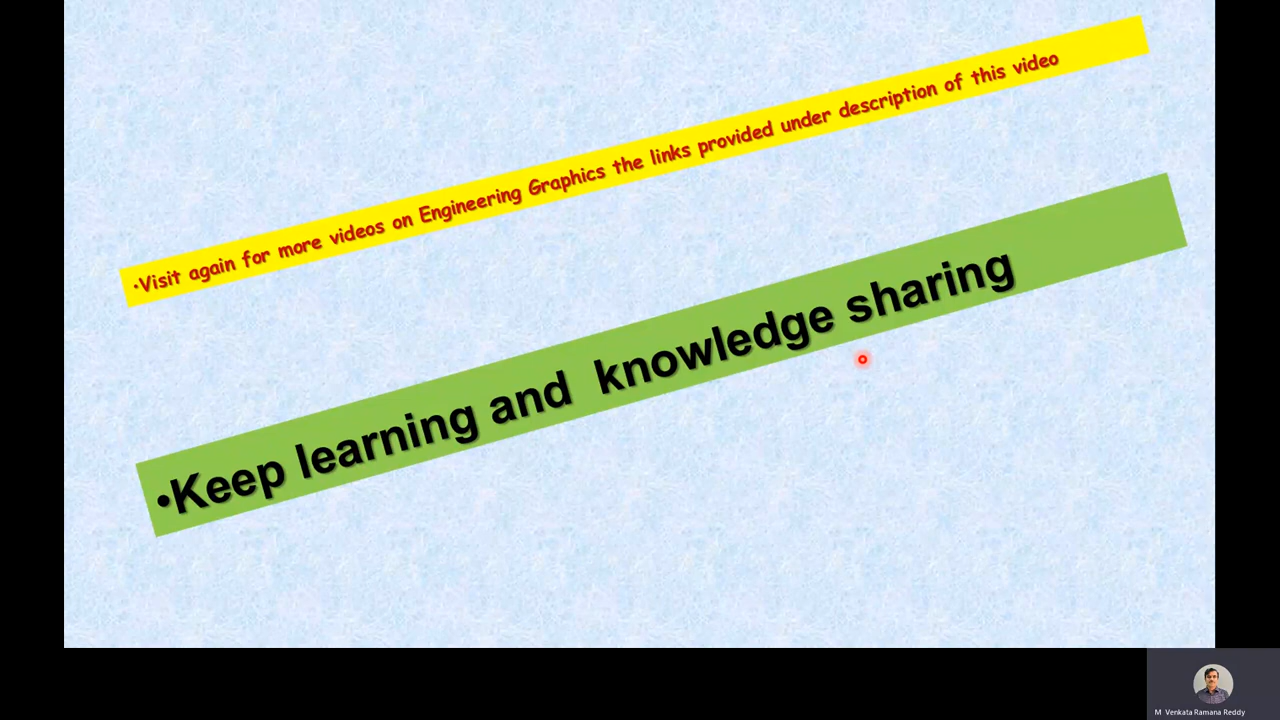 •Visit again for more videos on Engineering Graphics the links provided under description of this video
•Keep learning and  knowledge sharing
M Venkata Ramana Reddy